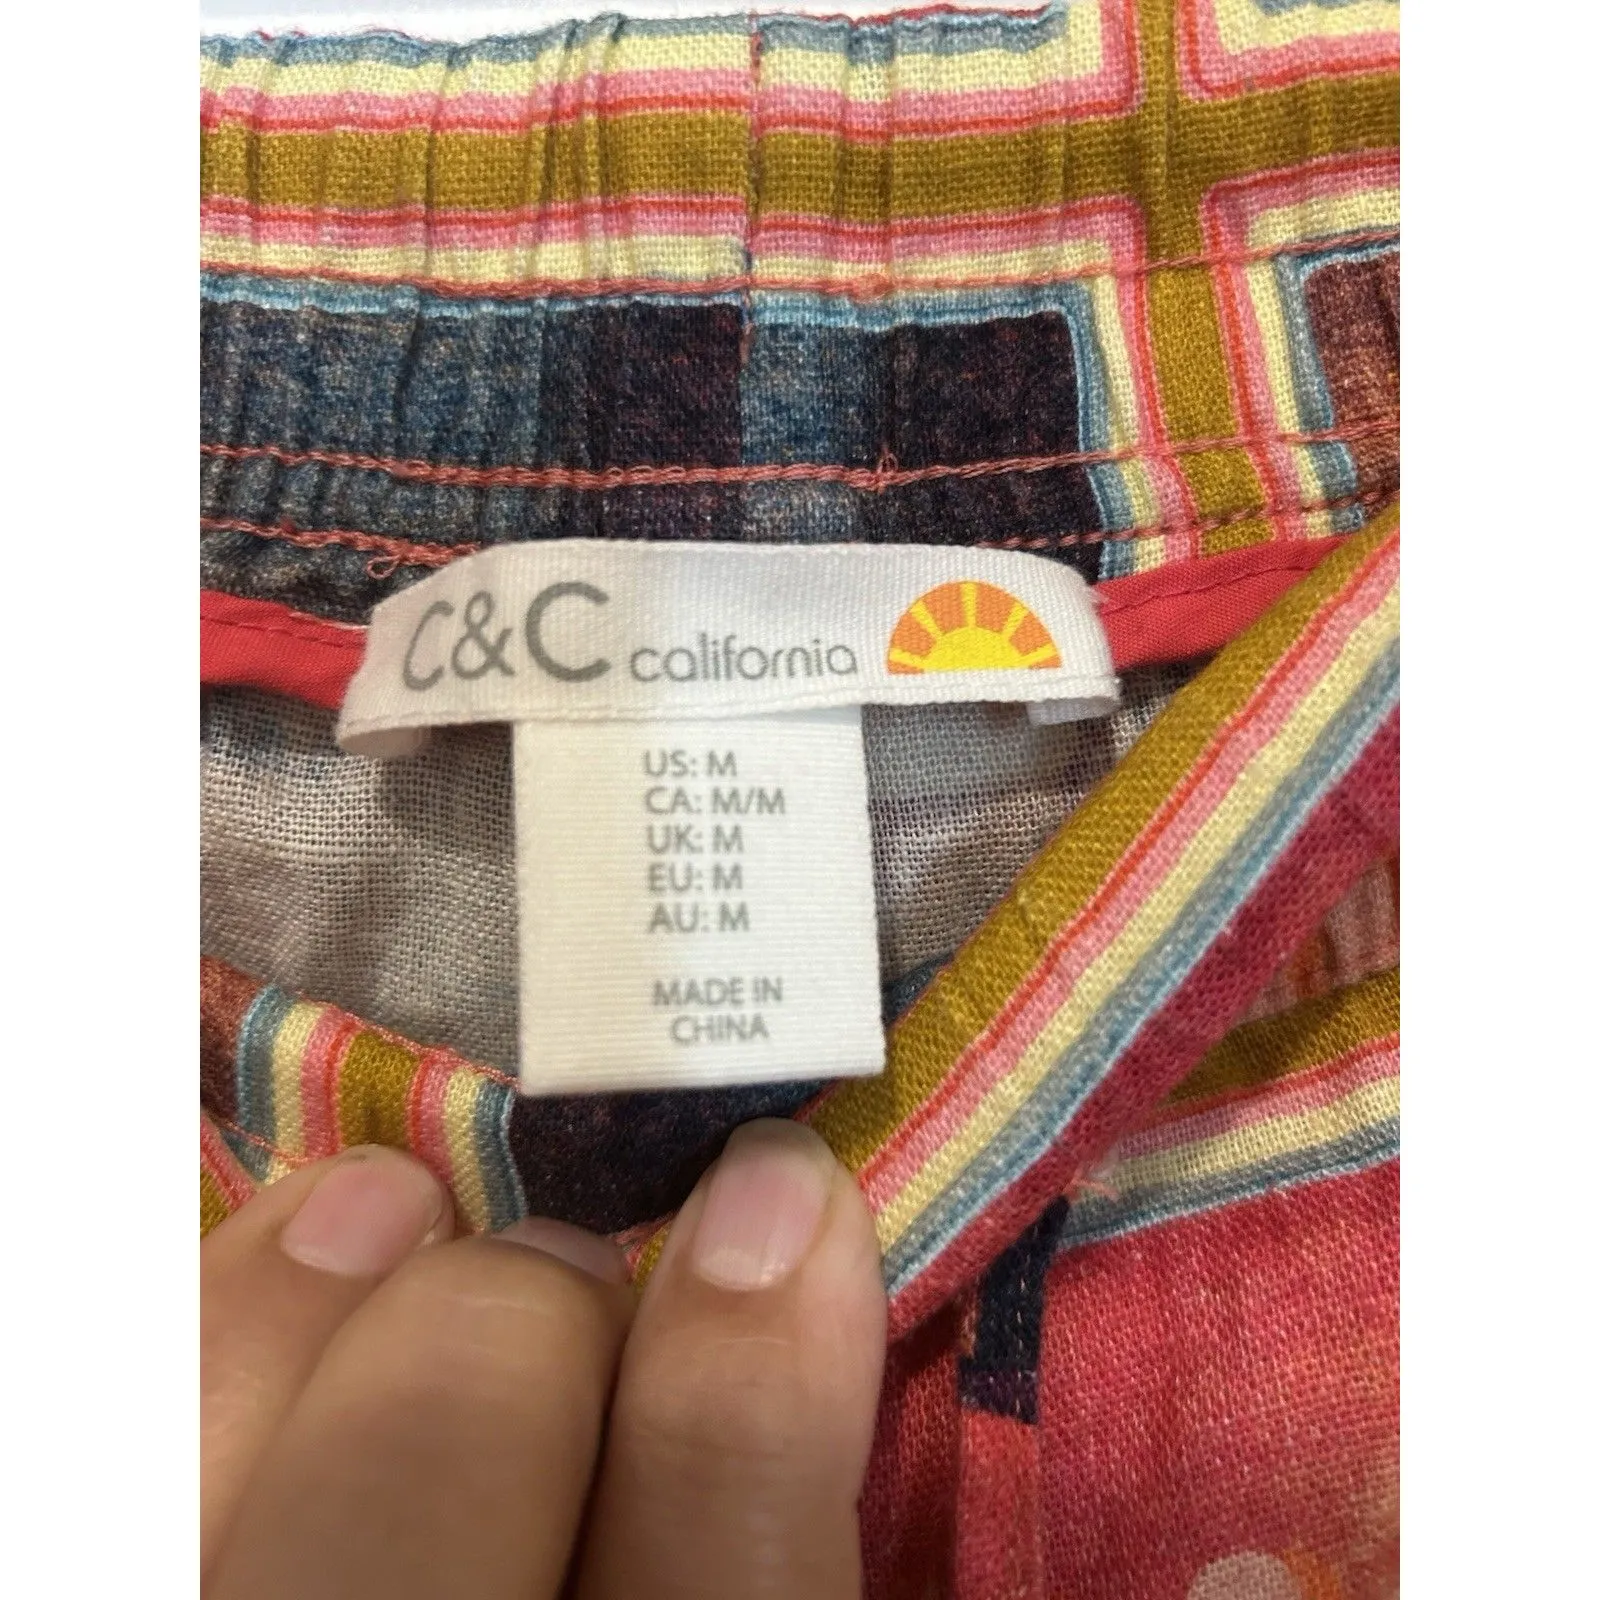 C&C california
US: M
CA: M/M
UK: M
EU: M
AU: M
MADE IN
CHINA